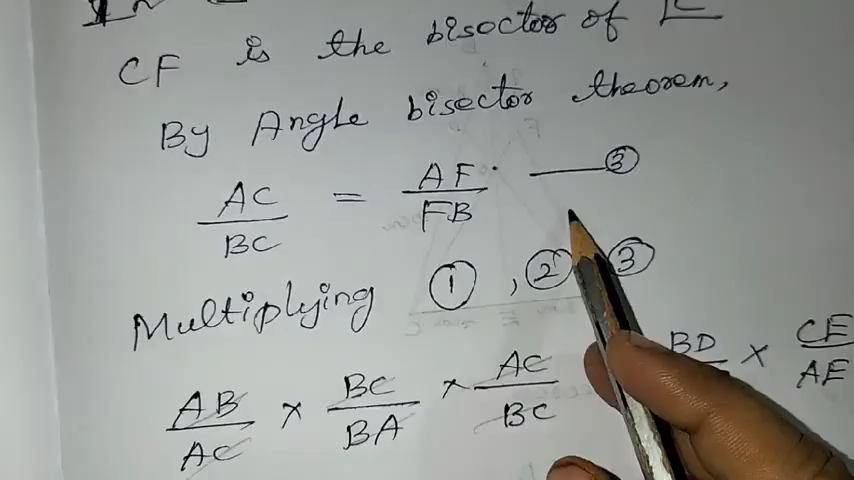 CF is the bisector of
By Angle bisector theorem,
AC/BC = AF/FB. — ③
Multiplying ①, ② ③
AB/AC × BC/BA × AC/BC BD × CE/AE